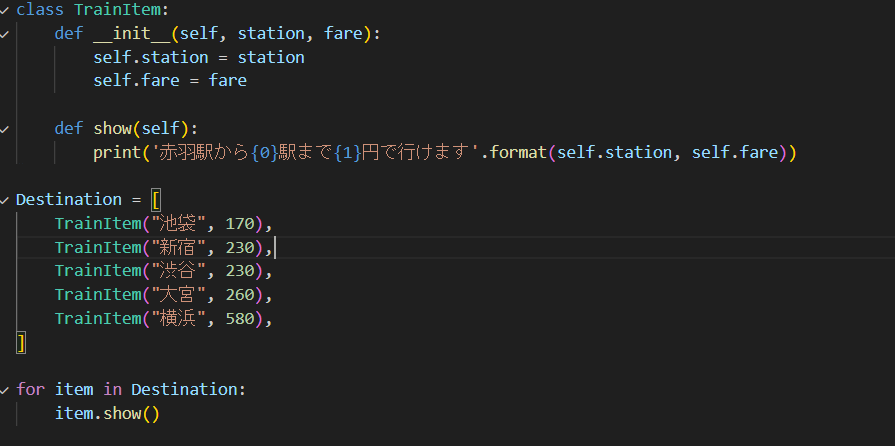 class TrainItem:
    def __init__(self, station, fare):
        self.station = station
        self.fare = fare
    def show(self):
        print('赤羽駅から{0}駅まで{1}円で行けます'.format(self.station, self.fare))
Destination = [
    TrainItem("池袋", 170),
    TrainItem("新宿", 230),
    TrainItem("渋谷", 230),
    TrainItem("大宮", 260),
    TrainItem("横浜", 580),
]
for item in Destination:
    item.show()